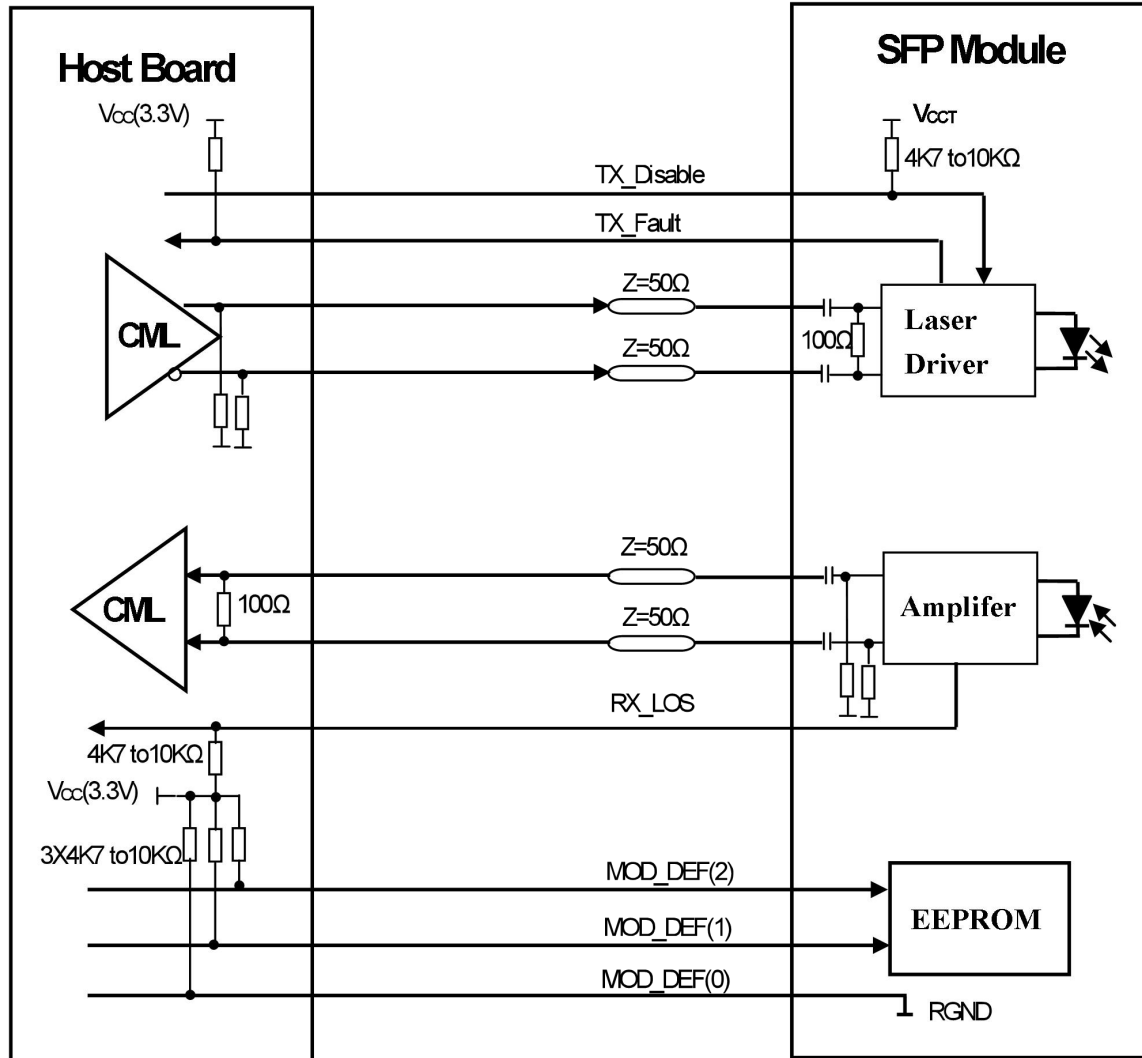 Host Board
SFP Module
VCC(3.3V)
VCCT
4K7 to10KΩ
TX_Disable
TX_Fault
CML
Z=50Ω
Z=50Ω
100Ω
Laser
Driver
CML
100Ω
Z=50Ω
Z=50Ω
Amplifer
RX_LOS
4K7 to10KΩ
VCC(3.3V)
3X4K7 to10KΩ
MOD_DEF(2)
MOD_DEF(1)
MOD_DEF(0)
EEPROM
RGND